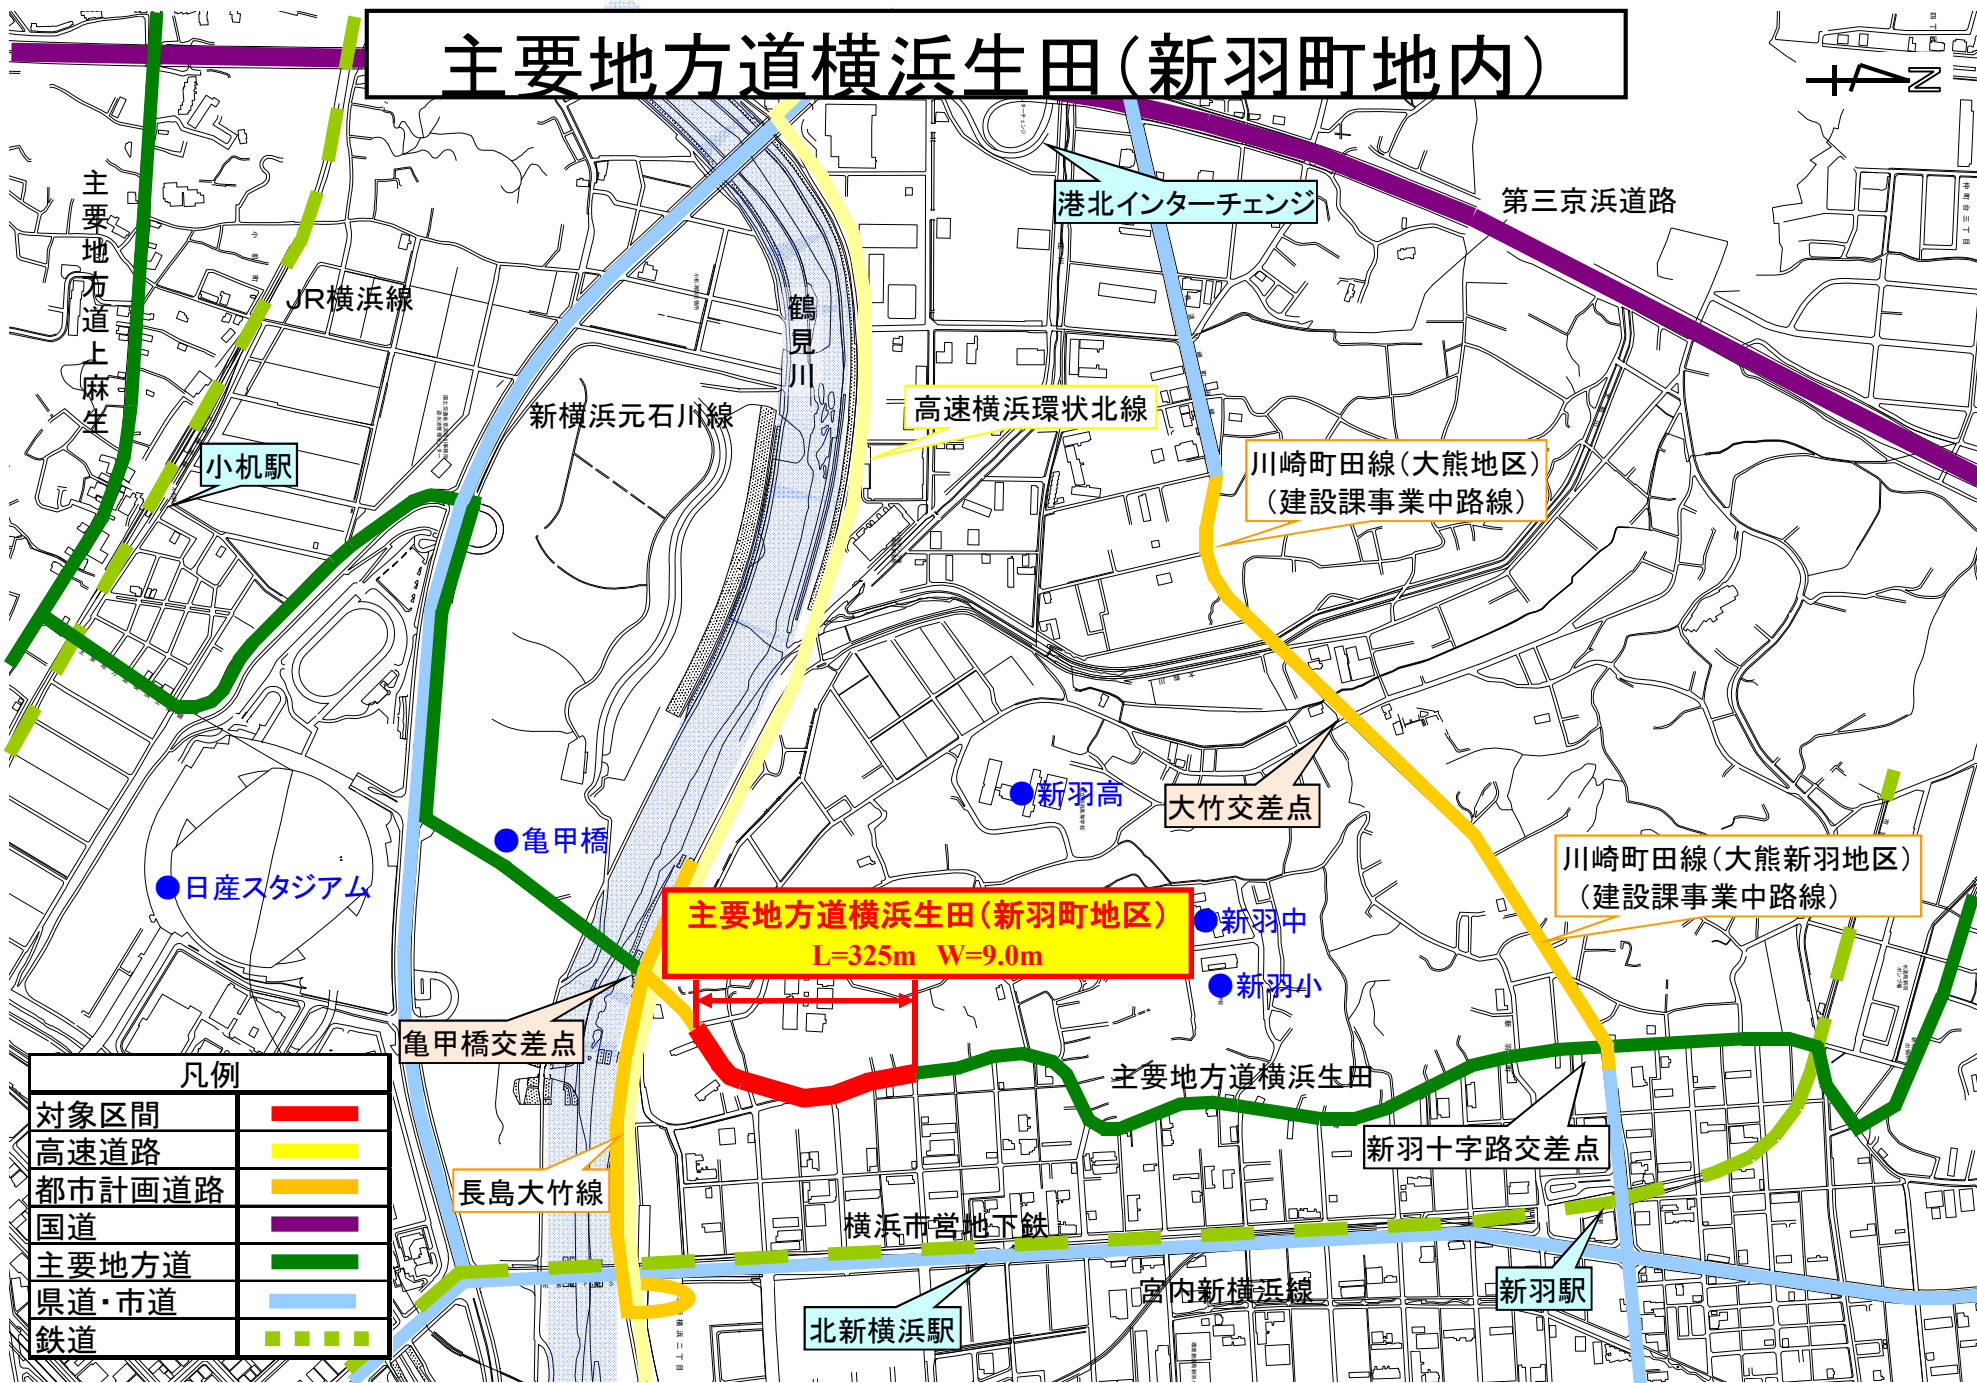 主要地方道横浜生田（新羽町地内）
N
主要地方道上麻生
JR横浜線
鶴見川
港北インターチェンジ
第三京浜道路
新横浜元石川線
高速横浜環状北線
小机駅
川崎町田線（大熊地区）
（建設課事業中路線）
●新羽高
大竹交差点
●亀甲橋
●日産スタジアム
川崎町田線（大熊新羽地区）
（建設課事業中路線）
主要地方道横浜生田（新羽町地区）
L=325m W=9.0m
●新羽中
●新羽小
亀甲橋交差点
主要地方道横浜生田
新羽十字路交差点
長島大竹線
横浜市営地下鉄
宮内新横浜線
北新横浜駅
新羽駅
凡例
対象区間
高速道路
都市計画道路
国道
主要地方道
県道・市道
鉄道